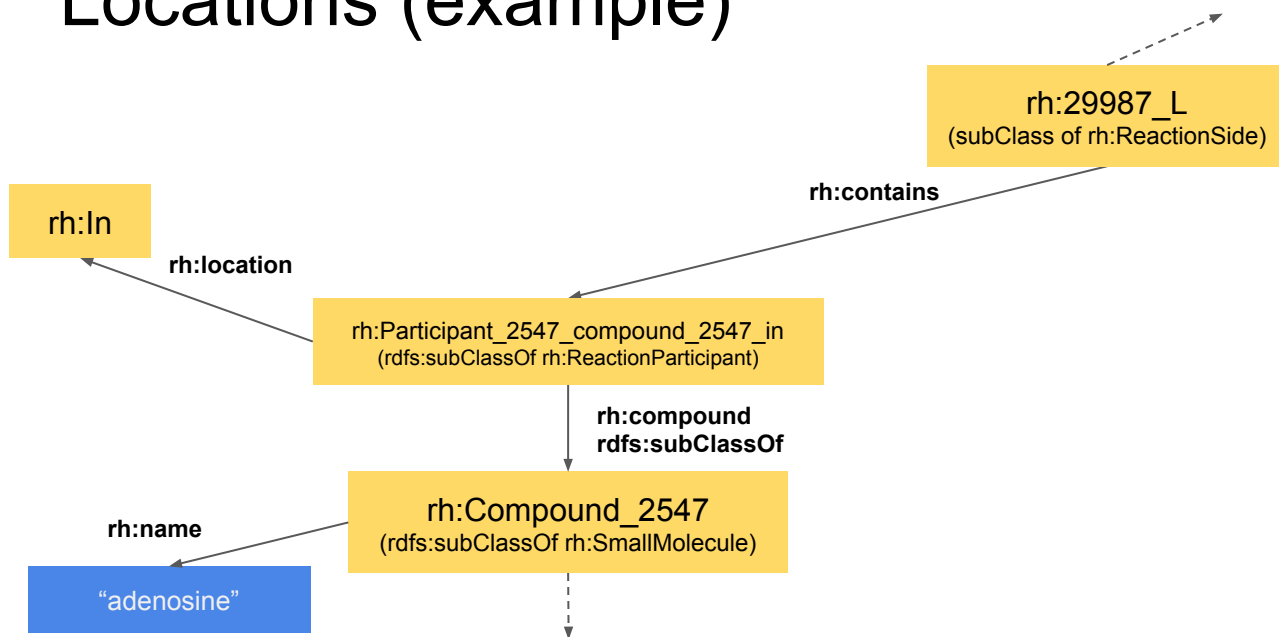 Locations (example)
rh:29987_L
(subClass of rh:ReactionSide)
rh:contains
rh:In
rh:location
rh:Participant_2547_compound_2547_in
(rdfs:subClassOf rh:ReactionParticipant)
rh:compound
rdfs:subClassOf
rh:Compound_2547
(rdfs:subClassOf rh:SmallMolecule)
rh:name
“adenosine”